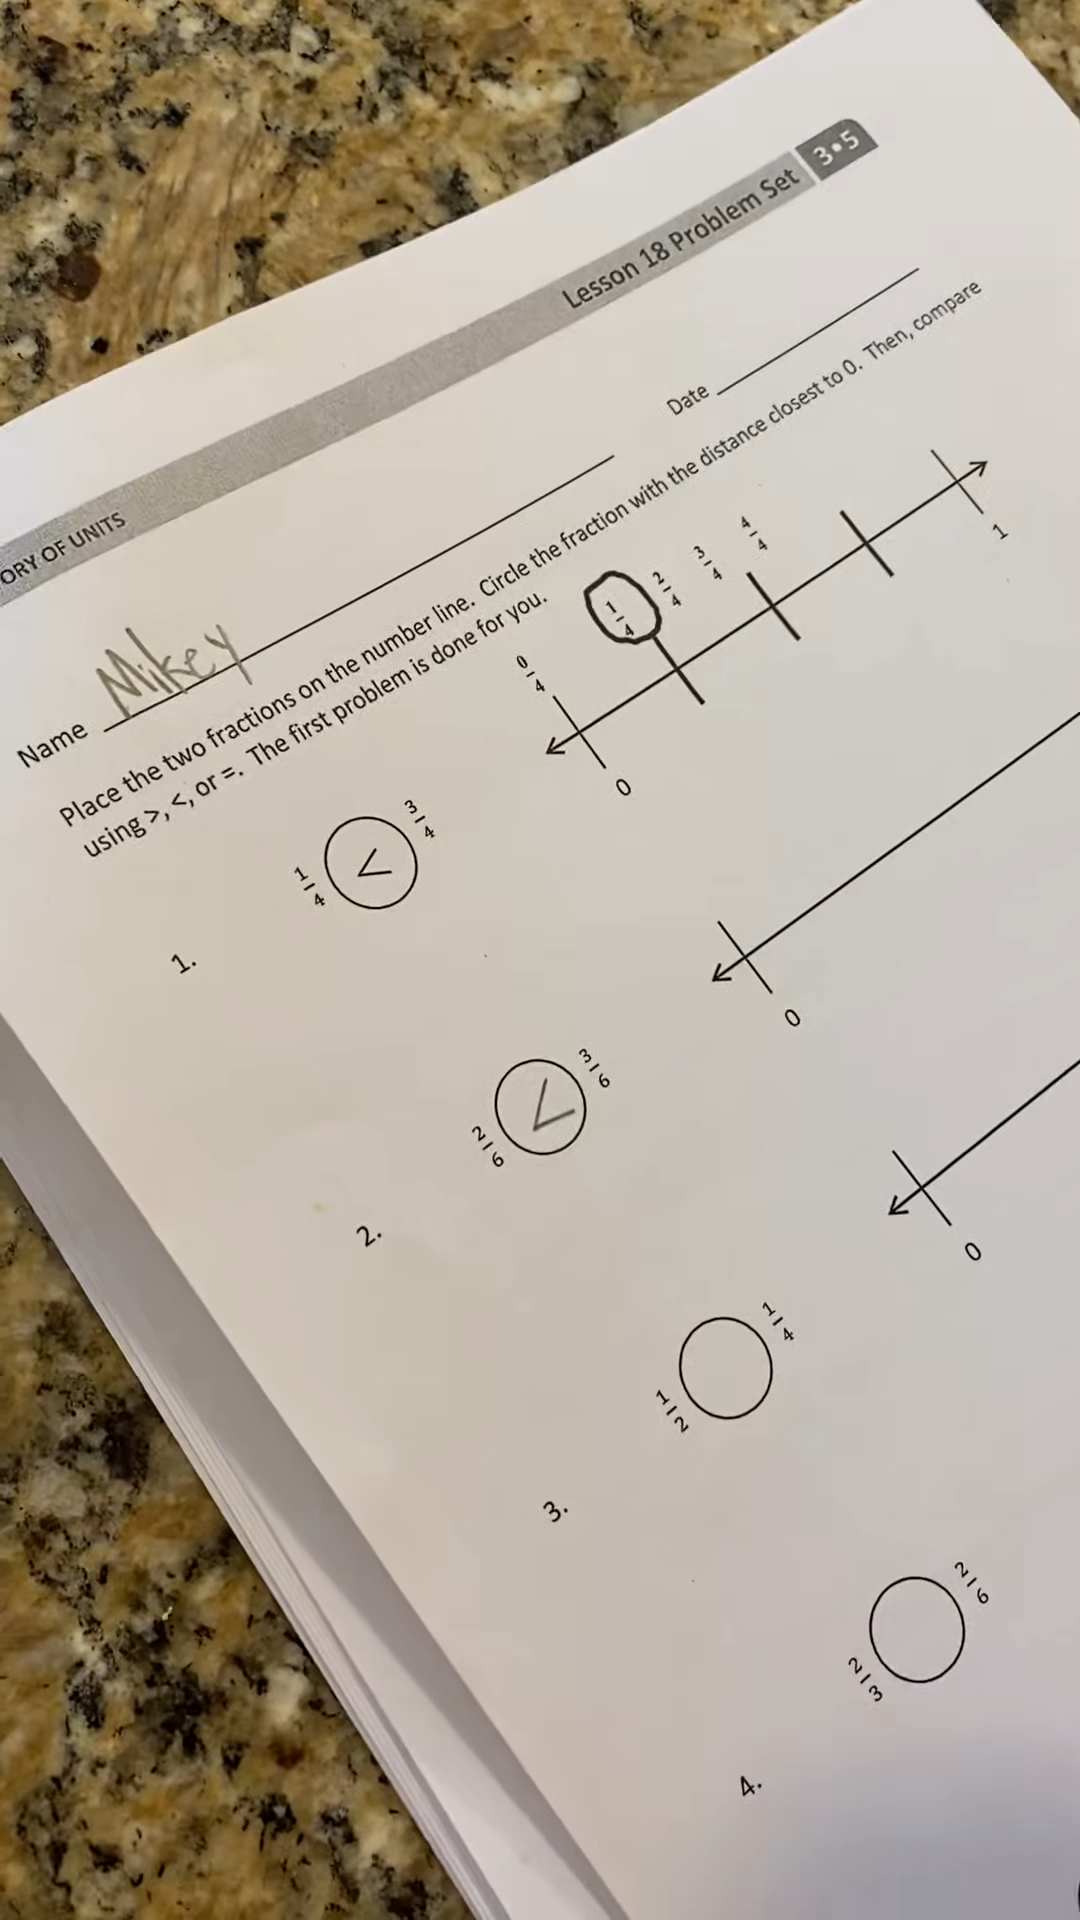 ORY OF UNITS Lesson 18 Problem Set 3•5
Name Mikey Date
Place the two fractions on the number line. Circle the fraction with the distance closest to 0. Then, compare
using >, <, or =. The first problem is done for you.
0/4 1/4 2/4 3/4 4/4
1. 1/4 < 3/4
0 1
2. 2/6 < 3/6
0
3. 1/2 1/4
0
4. 2/3 2/6